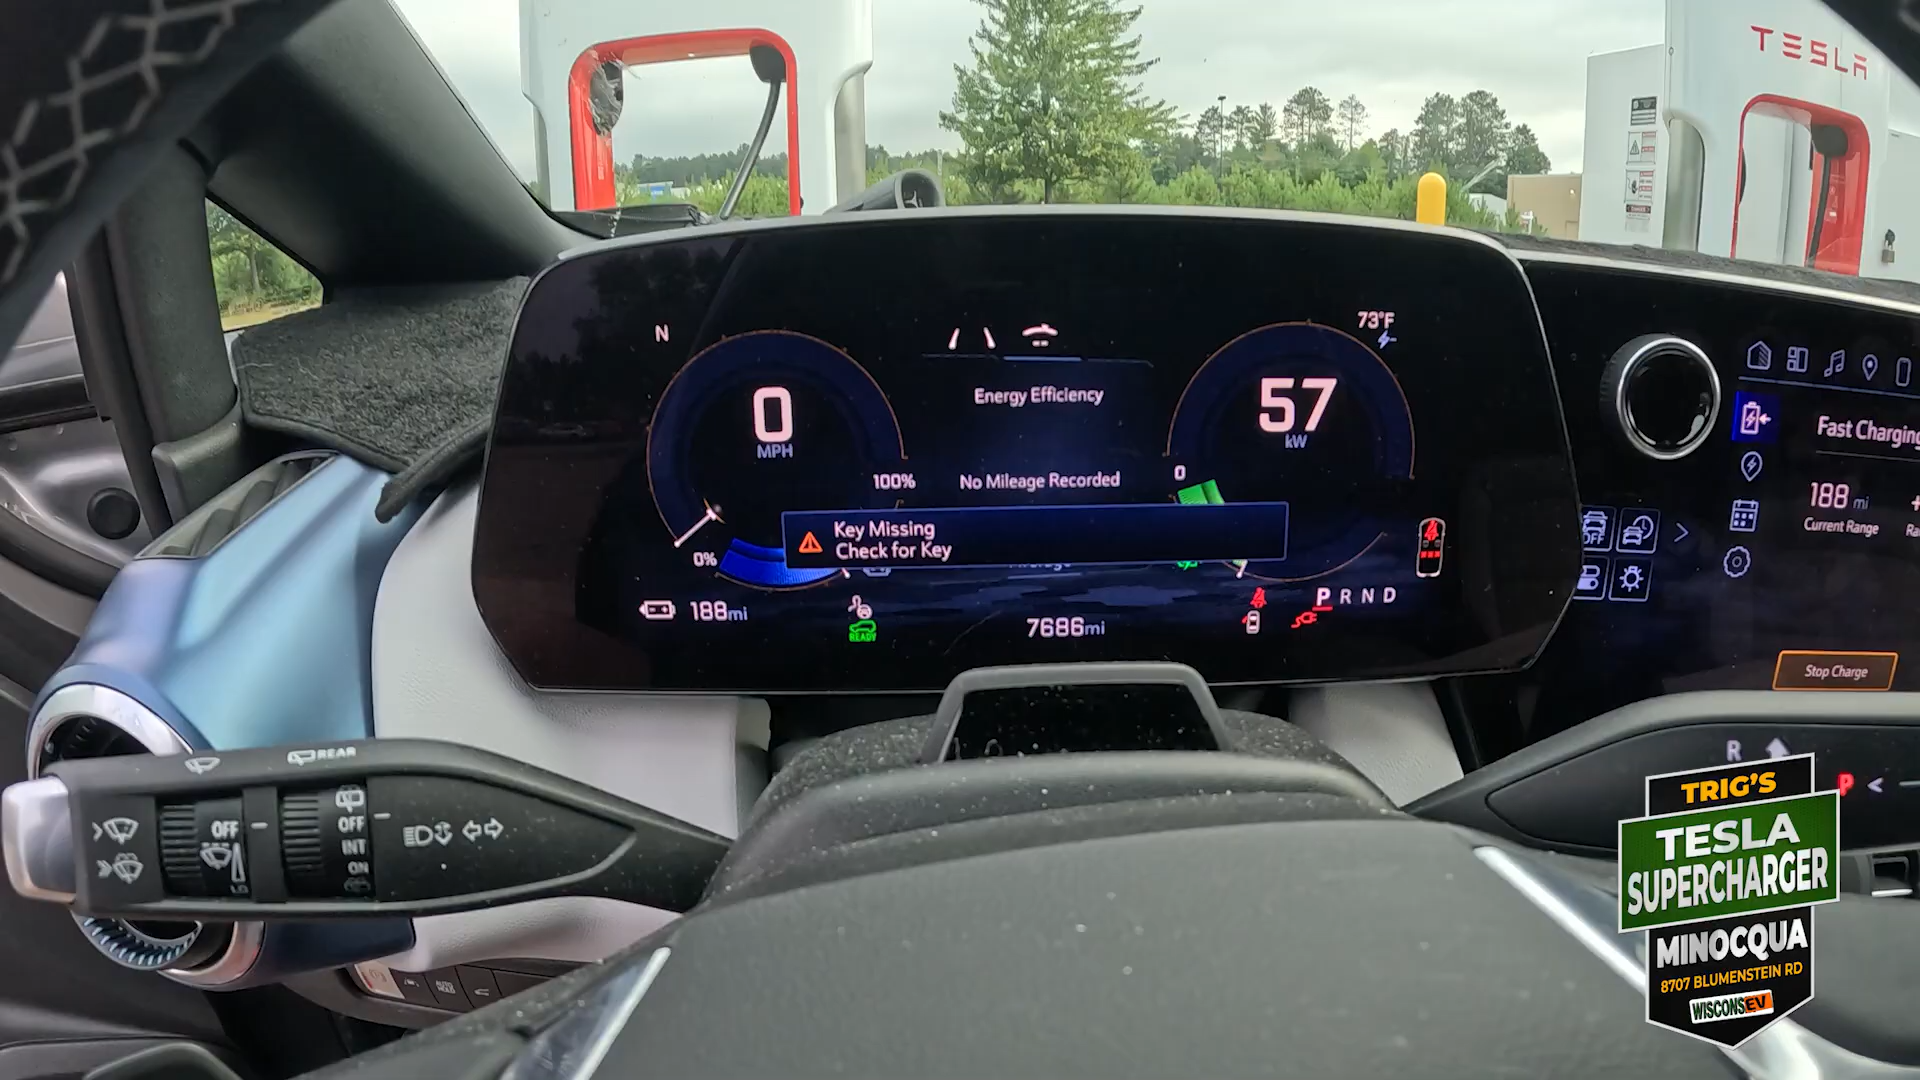 TESLA
N
73°F
Energy Efficiency
0
MPH
57
kW
100%
0
No Mileage Recorded
Key Missing
Check for Key
0%
188mi
READY
7686mi
P R N D
Fast Charging
188 mi
Current Range
OFF
Stop Charge
REAR
OFF
OFF
INT
ON
LO
R
P
TRIG'S
TESLA
SUPERCHARGER
MINOCQUA
8707 BLUMENSTEIN RD
WISCONSEV